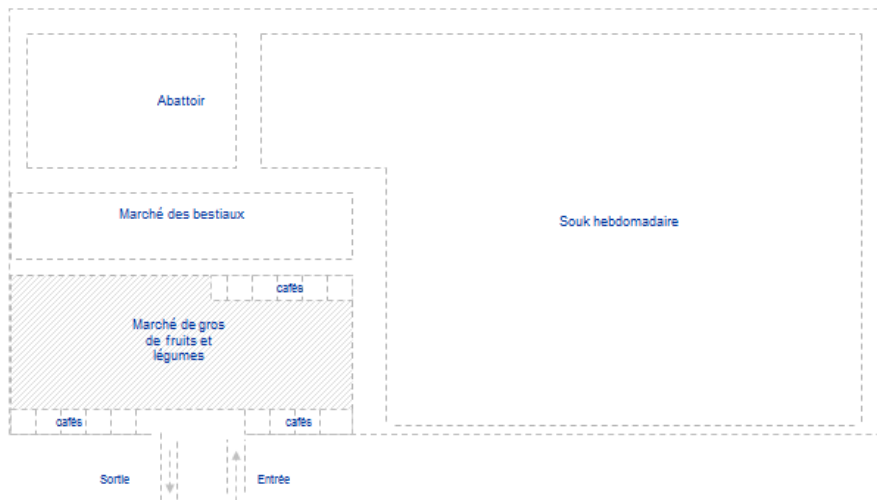 Abattoir
Marché des bestiaux
Souk hebdomadaire
cafés
Marché de gros
de fruits et
légumes
cafés
cafés
Sortie
Entrée